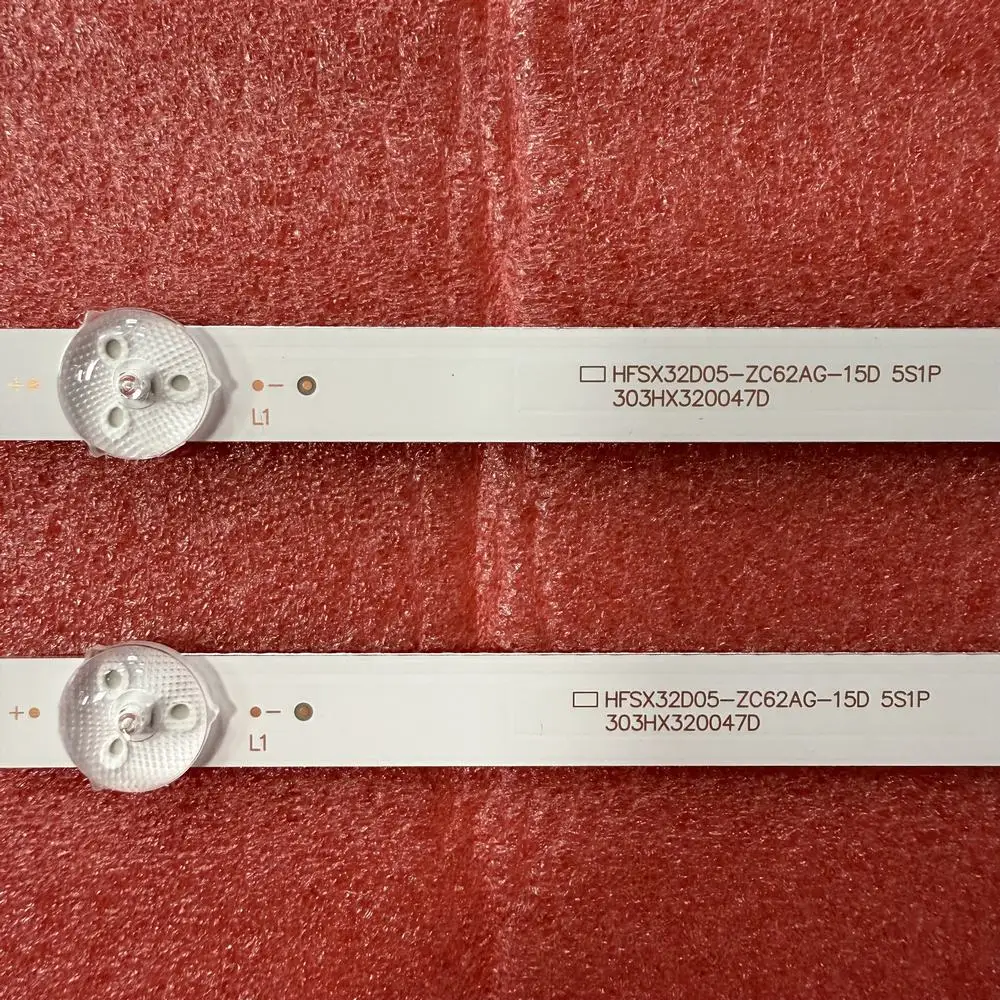 HFSX32D05-ZC62AG-15D 5S1P
303HX320047D
+
-
L1
HFSX32D05-ZC62AG-15D 5S1P
303HX320047D
+
-
L1